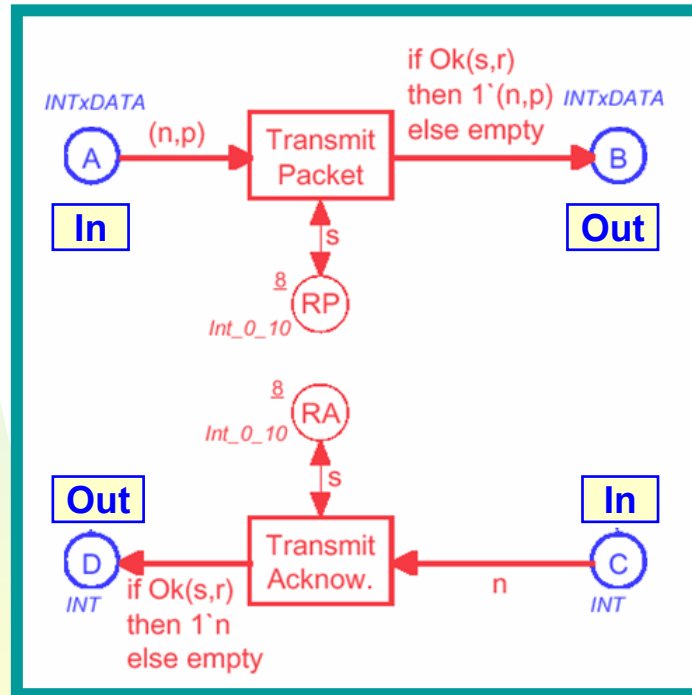 if Ok(s,r)
then 1`(n,p)
else empty
INTxDATA
INTxDATA
(n,p)
A
Transmit
Packet
B
In
Out
s
8
RP
Int_0_10
8
RA
Int_0_10
s
Out
In
D
Transmit
Acknow.
C
n
INT
INT
if Ok(s,r)
then 1`n
else empty